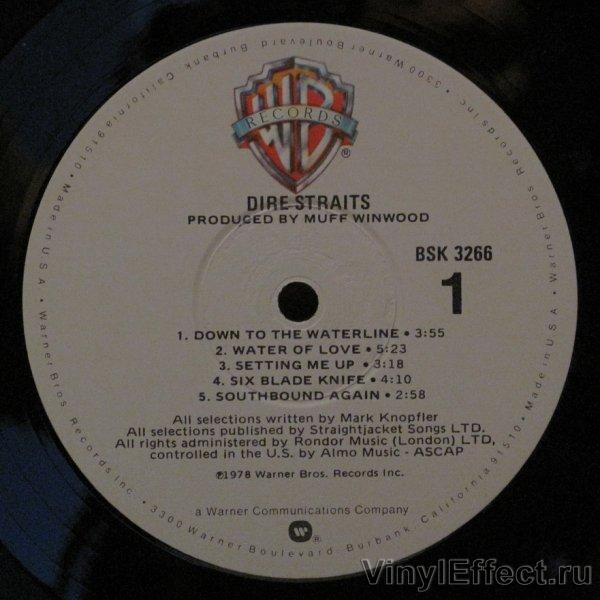 • Made in U.S.A. • Warner Bros Records Inc. • 3300 Warner Boulevard Burbank, California 91510 • Made in U.S.A. • Warner Bros Records Inc. • 3300 Warner Boulevard Burbank, California 91510 •
WB
RECORDS
®
DIRE STRAITS
PRODUCED BY MUFF WINWOOD
BSK 3266
1
1. DOWN TO THE WATERLINE • 3:55
2. WATER OF LOVE • 5:23
3. SETTING ME UP • 3:18
4. SIX BLADE KNIFE • 4:10
5. SOUTHBOUND AGAIN • 2:58
All selections written by Mark Knopfler
All selections published by Straightjacket Songs LTD.
All rights administered by Rondor Music (London) LTD,
controlled in the U.S. by Almo Music - ASCAP
℗1978 Warner Bros. Records Inc.
a Warner Communications Company
®
VinylEffect.ru